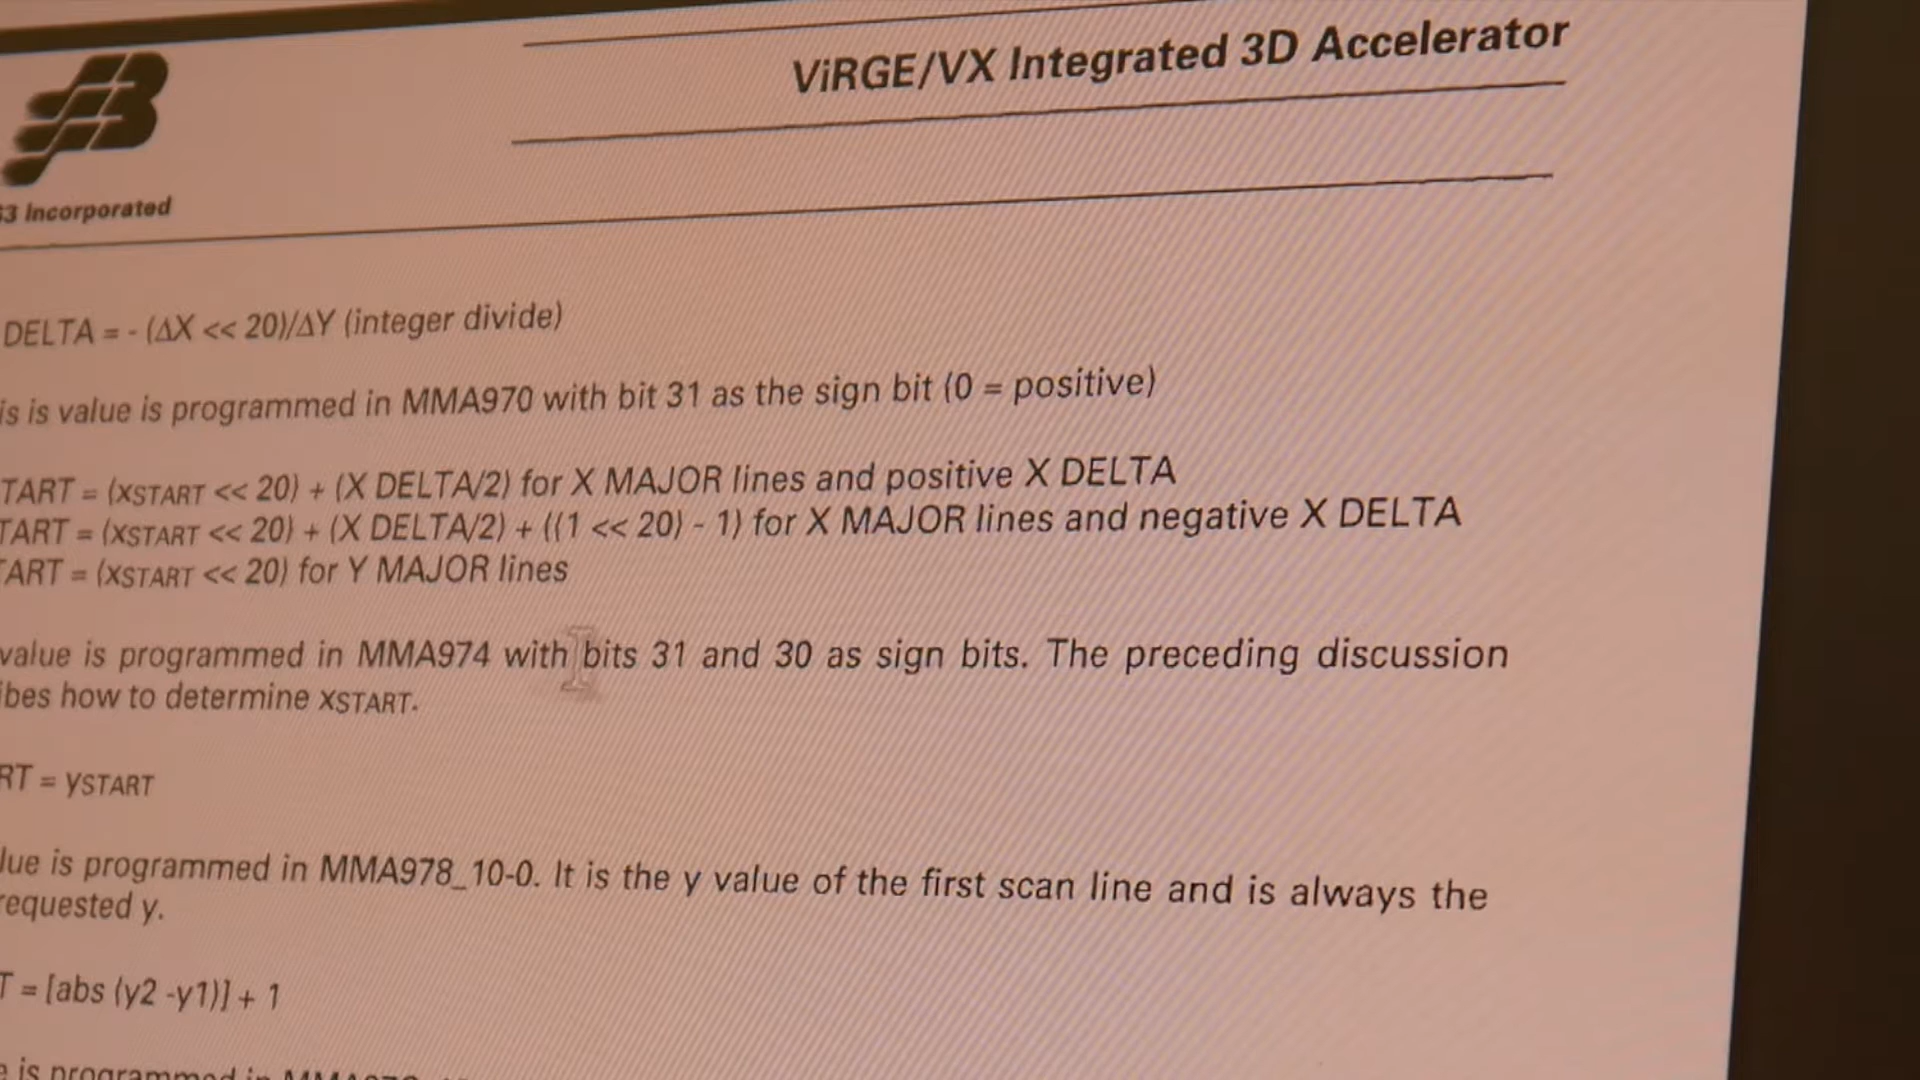 ViRGE/VX Integrated 3D Accelerator
S3 Incorporated
DELTA = - (ΔX << 20)/ΔY (integer divide)
is is value is programmed in MMA970 with bit 31 as the sign bit (0 = positive)
TART = (XSTART << 20) + (X DELTA/2) for X MAJOR lines and positive X DELTA
TART = (XSTART << 20) + (X DELTA/2) + ((1 << 20) - 1) for X MAJOR lines and negative X DELTA
TART = (XSTART << 20) for Y MAJOR lines
value is programmed in MMA974 with bits 31 and 30 as sign bits. The preceding discussion
ibes how to determine XSTART.
RT = YSTART
lue is programmed in MMA978_10-0. It is the y value of the first scan line and is always the
requested y.
T = [abs (y2 -y1)] + 1
is programmed in